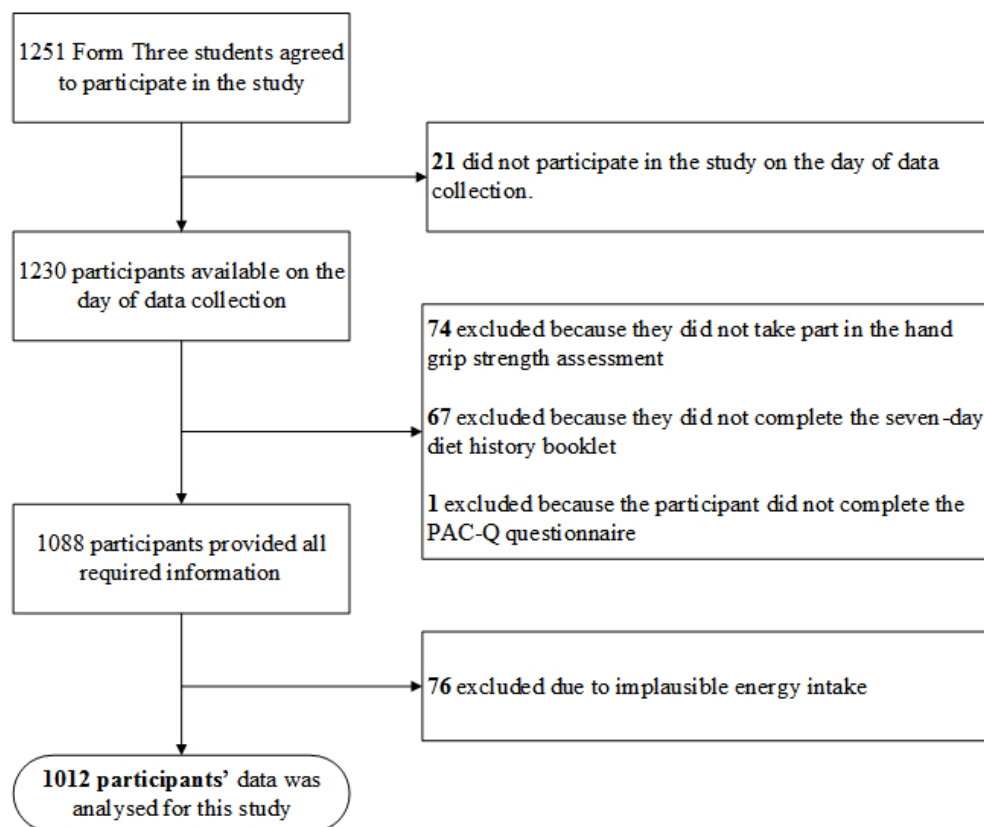 1251 Form Three students agreed
to participate in the study
21 did not participate in the study on the day of data
collection.
1230 participants available on the
day of data collection
74 excluded because they did not take part in the hand
grip strength assessment
67 excluded because they did not complete the seven-day
diet history booklet
1 excluded because the participant did not complete the
PAC-Q questionnaire
1088 participants provided all
required information
76 excluded due to implausible energy intake
1012 participants’ data was
analysed for this study